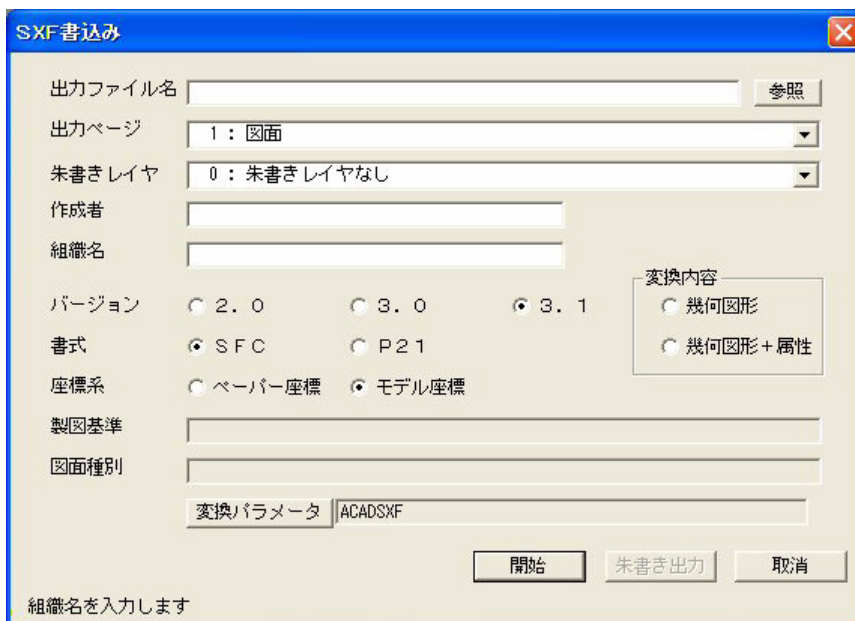 SXF書込み
出力ファイル名 参照
出力ページ 1：図面
朱書きレイヤ 0：朱書きレイヤなし
作成者
組織名
変換内容
バージョン 2．0 3．0 3．1 幾何図形
書式 SFC P21 幾何図形＋属性
座標系 ペーパー座標 モデル座標
製図基準
図面種別
変換パラメータ ACADSXF
開始 朱書き出力 取消
組織名を入力します